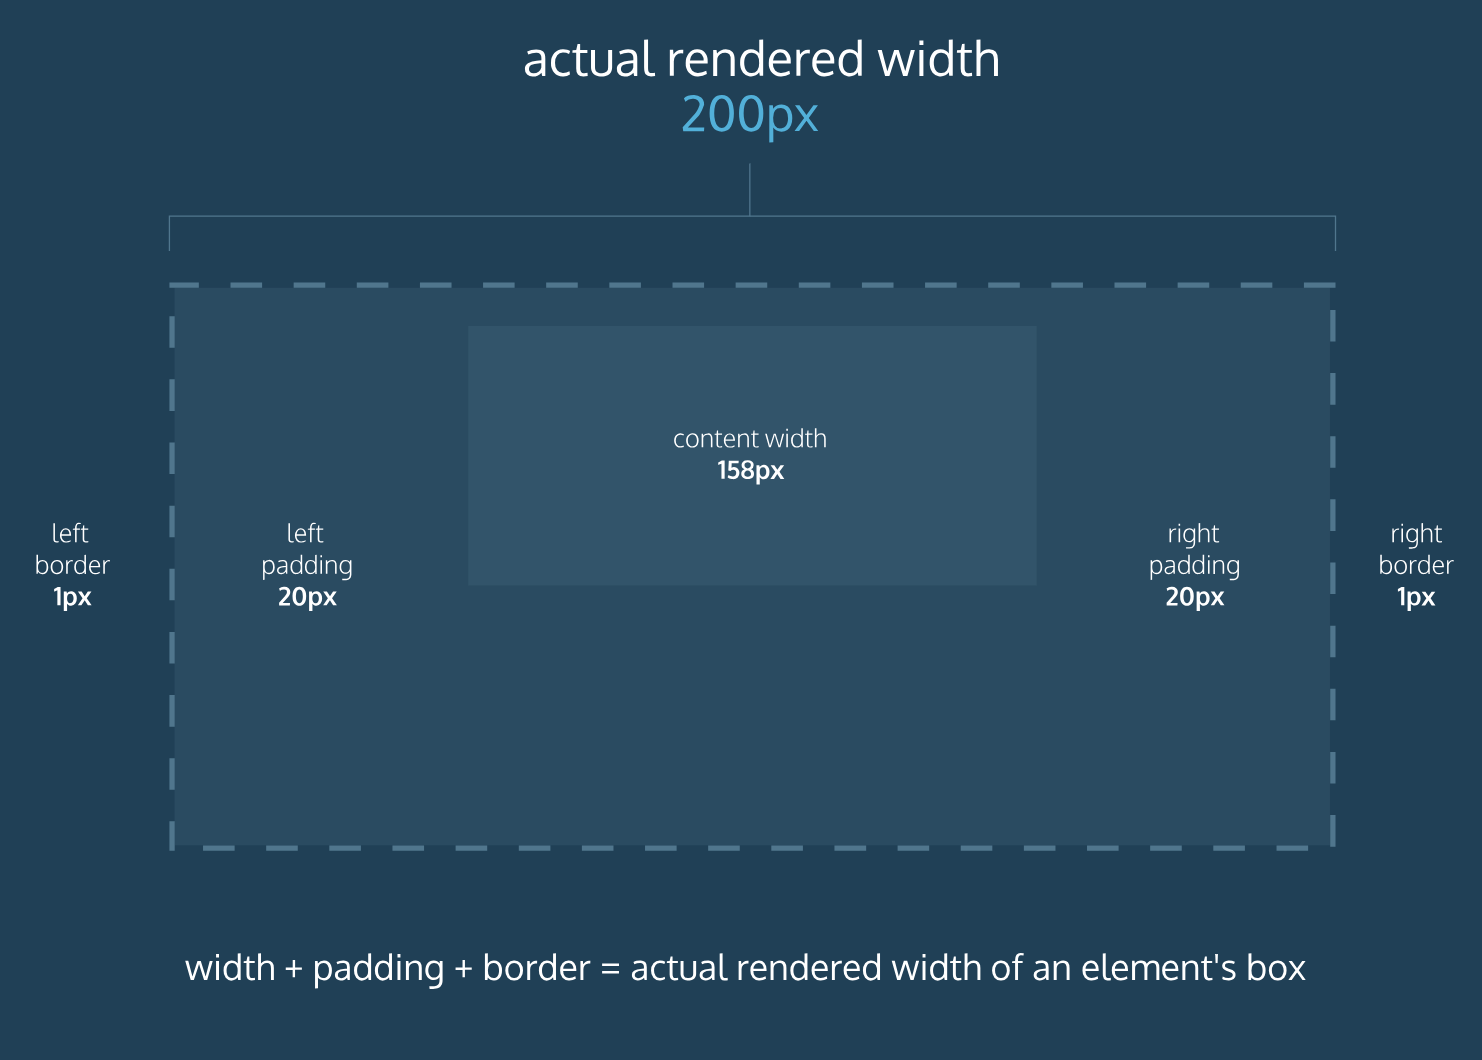 actual rendered width
200px
content width
158px
left
border
1px
left
padding
20px
right
padding
20px
right
border
1px
width + padding + border = actual rendered width of an element's box